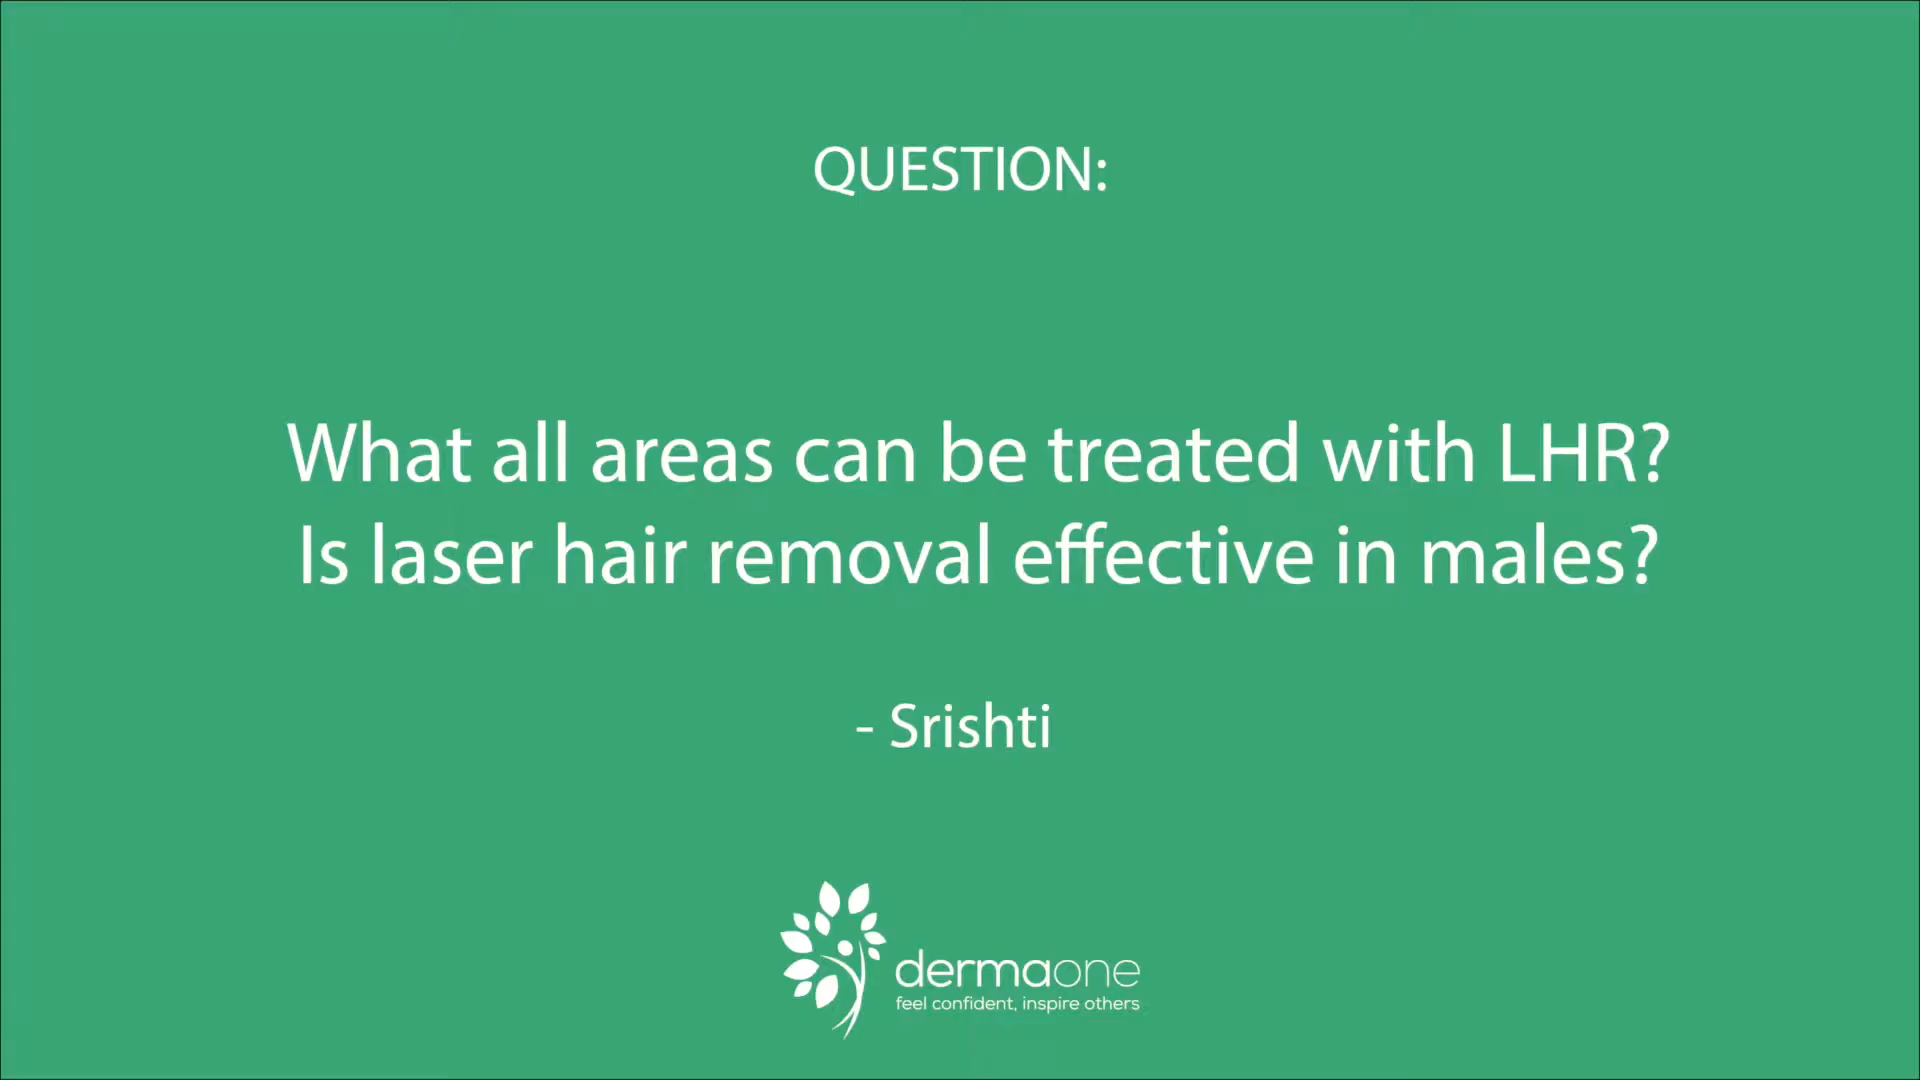 QUESTION:
What all areas can be treated with LHR?
Is laser hair removal effective in males?
- Srishti
dermaone
feel confident, inspire others